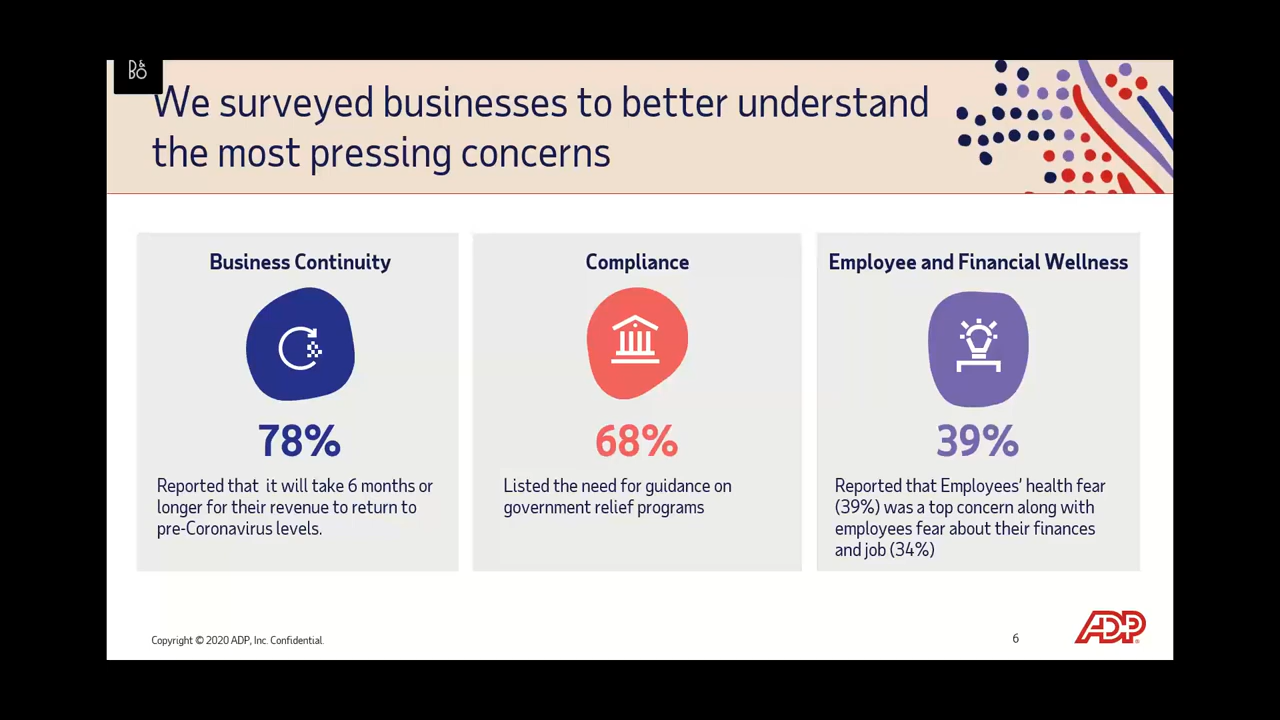 D&
BO
We surveyed businesses to better understand
the most pressing concerns
Business Continuity
78%
Reported that  it will take 6 months or
longer for their revenue to return to
pre-Coronavirus levels.
Compliance
68%
Listed the need for guidance on
government relief programs
Employee and Financial Wellness
39%
Reported that Employees' health fear
(39%) was a top concern along with
employees fear about their finances
and job (34%)
Copyright © 2020 ADP, Inc. Confidential.
6
ADP®